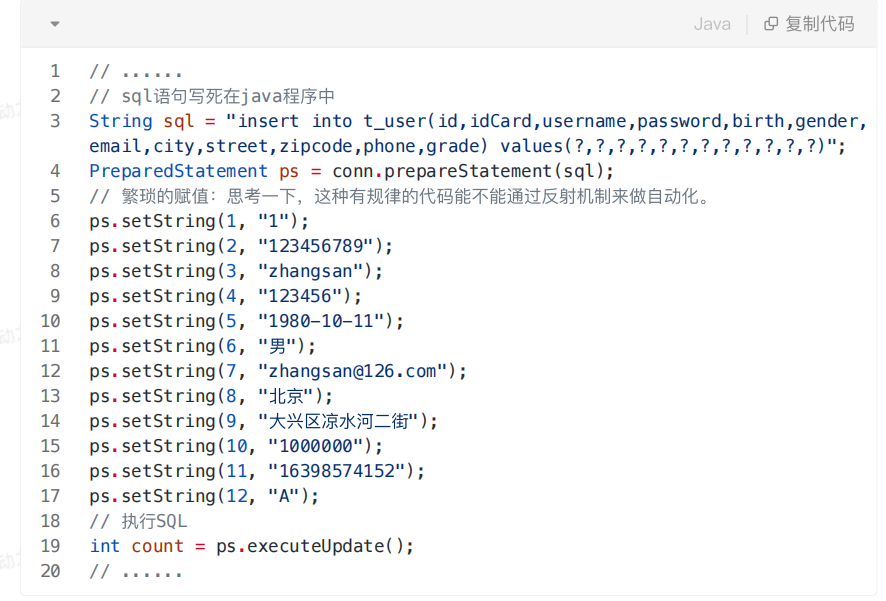 Java 复制代码
1 // ......
2 // sql语句写死在java程序中
3 String sql = "insert into t_user(id,idCard,username,password,birth,gender,
email,city,street,zipcode,phone,grade) values(?,?,?,?,?,?,?,?,?,?,?,?)";
4 PreparedStatement ps = conn.prepareStatement(sql);
5 // 繁琐的赋值：思考一下，这种有规律的代码能不能通过反射机制来做自动化。
6 ps.setString(1, "1");
7 ps.setString(2, "123456789");
8 ps.setString(3, "zhangsan");
9 ps.setString(4, "123456");
10 ps.setString(5, "1980-10-11");
11 ps.setString(6, "男");
12 ps.setString(7, "zhangsan@126.com");
13 ps.setString(8, "北京");
14 ps.setString(9, "大兴区凉水河二街");
15 ps.setString(10, "1000000");
16 ps.setString(11, "16398574152");
17 ps.setString(12, "A");
18 // 执行SQL
19 int count = ps.executeUpdate();
20 // ......